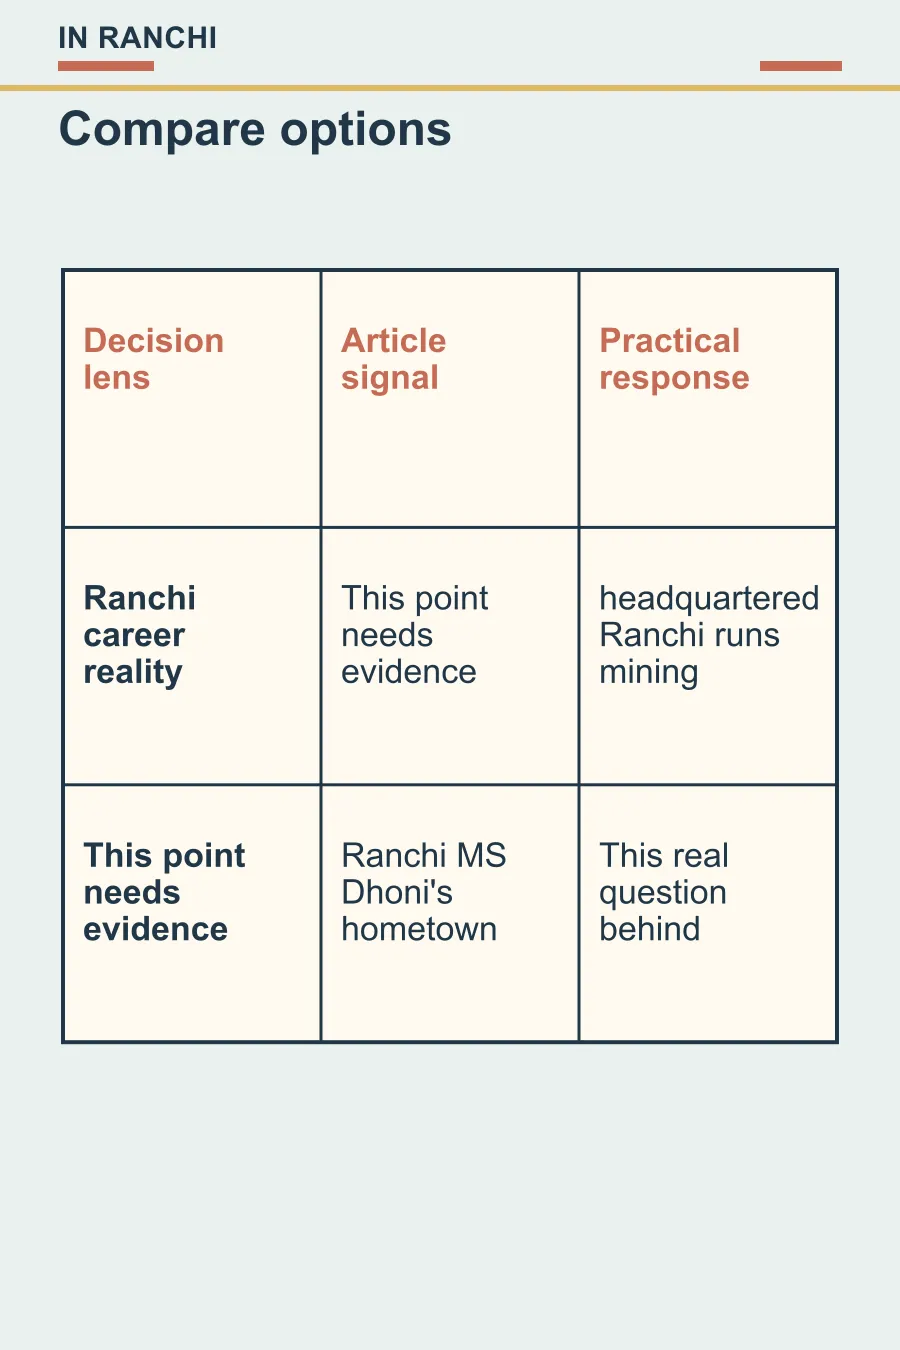 IN RANCHI
Compare options
Decision
lens
Article
signal
Practical
response
Ranchi
career
reality
This point
needs
evidence
headquartered
Ranchi runs
mining
This point
needs
evidence
Ranchi MS
Dhoni's
hometown
This real
question
behind